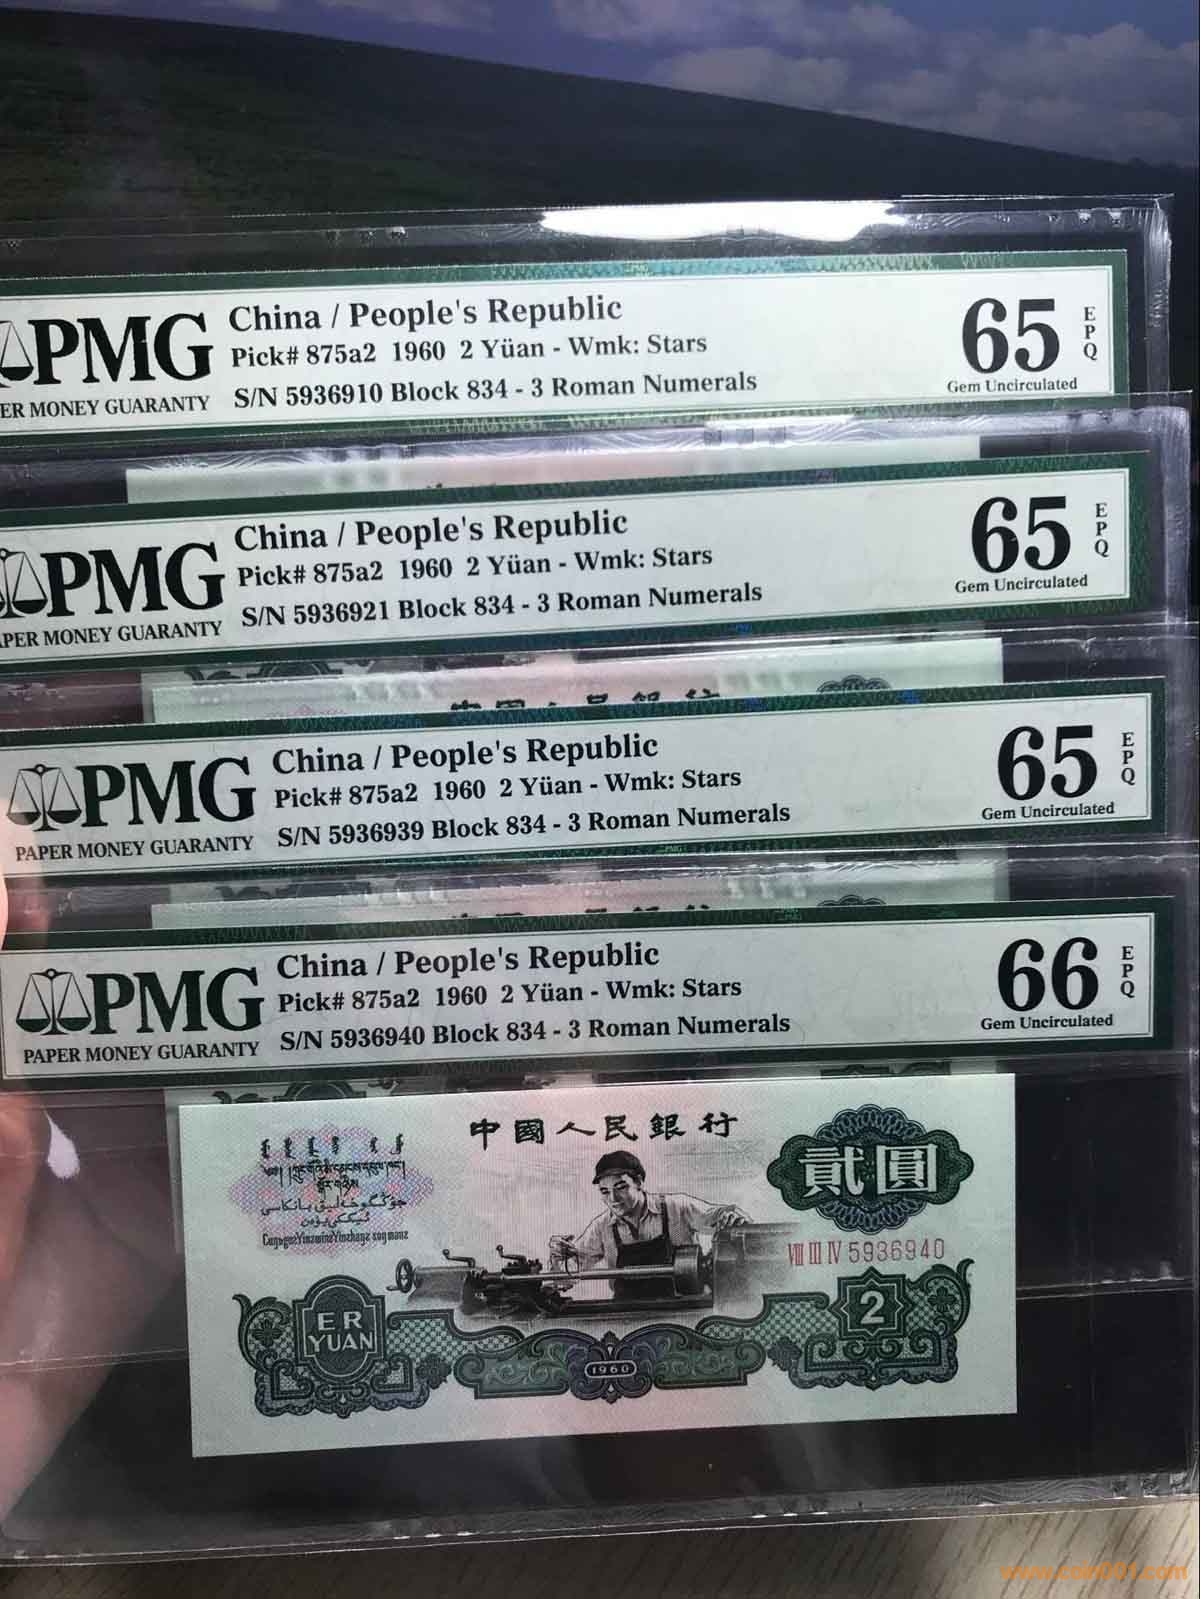 PMG
ER MONEY GUARANTY
China / People's Republic
Pick# 875a2 1960 2 Yüan - Wmk: Stars
S/N 5936910 Block 834 - 3 Roman Numerals
65
EPQ
Gem Uncirculated
PMG
PER MONEY GUARANTY
China / People's Republic
Pick# 875a2 1960 2 Yüan - Wmk: Stars
S/N 5936921 Block 834 - 3 Roman Numerals
65
EPQ
Gem Uncirculated
PMG
PAPER MONEY GUARANTY
China / People's Republic
Pick# 875a2 1960 2 Yüan - Wmk: Stars
S/N 5936939 Block 834 - 3 Roman Numerals
65
EPQ
Gem Uncirculated
PMG
PAPER MONEY GUARANTY
China / People's Republic
Pick# 875a2 1960 2 Yüan - Wmk: Stars
S/N 5936940 Block 834 - 3 Roman Numerals
66
EPQ
Gem Uncirculated
中國人民銀行
貳圓
VIII III IV 5936940
ER
YUAN
2
1960
www.coin001.com